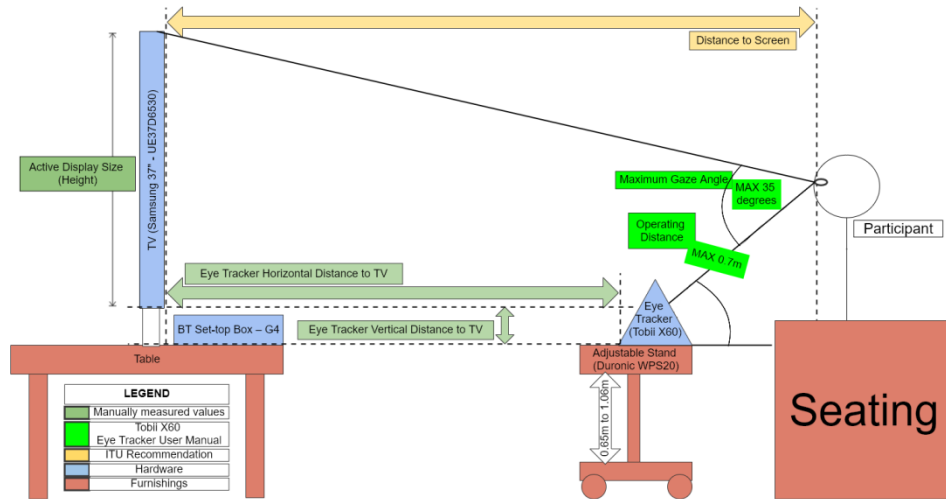 Distance to Screen
Active Display Size
(Height)
TV (Samsung 37" - UE37D6530)
Maximum Gaze Angle
MAX 35
degrees
Operating
Distance
MAX 0.7m
Participant
Eye Tracker Horizontal Distance to TV
BT Set-top Box – G4
Eye Tracker Vertical Distance to TV
Eye
Tracker
(Tobii X60)
Table
Adjustable Stand
(Duronic WPS20)
0.65m to 1.06m
Seating
LEGEND
Manually measured values
Tobii X60
Eye Tracker User Manual
ITU Recommendation
Hardware
Furnishings